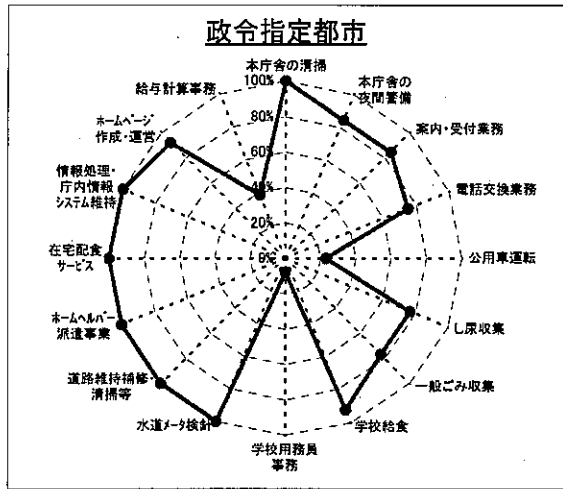 政令指定都市
本庁舎の清掃
本庁舎の
夜間警備
案内・受付業務
電話交換業務
公用車運転
し尿収集
一般ごみ収集
学校給食
学校用務員
事務
水道メータ検針
道路維持補修・
清掃等
ホームヘルパー
派遣事業
在宅配食
サービス
情報処理・
庁内情報
システム維持
ホームページ
作成・運営
給与計算事務
100%
80%
60%
40%
20%
0%